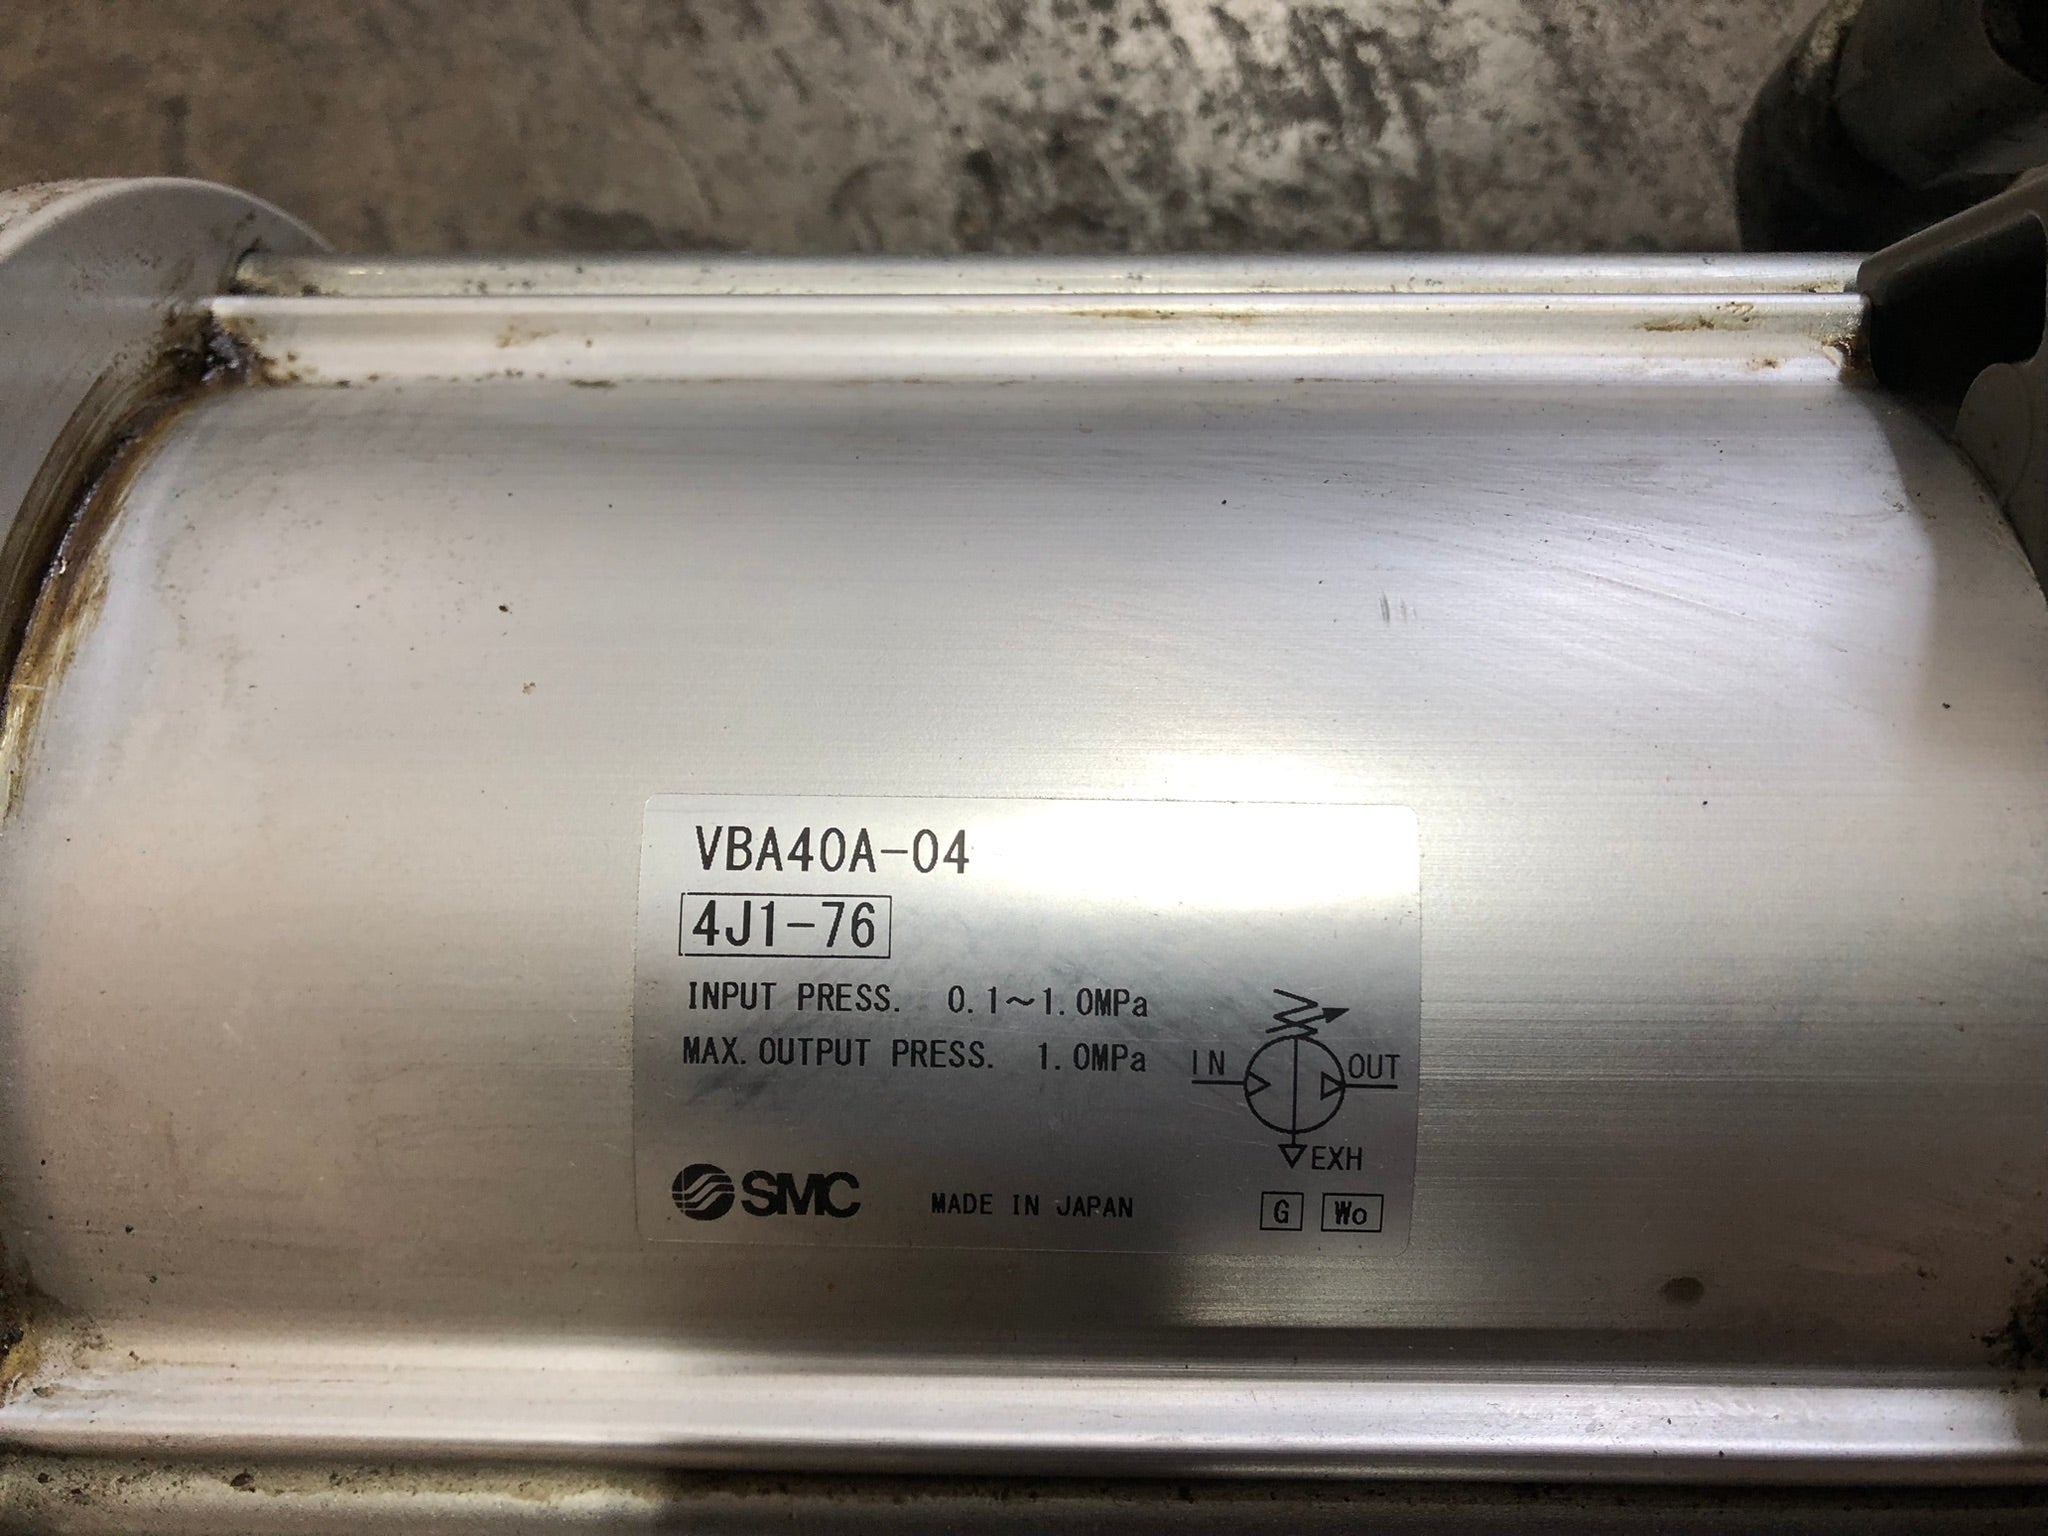 VBA40A-04
4J1-76
INPUT PRESS. 0.1~1.0MPa
MAX. OUTPUT PRESS. 1.0MPa
IN OUT
EXH
SMC MADE IN JAPAN G Wo